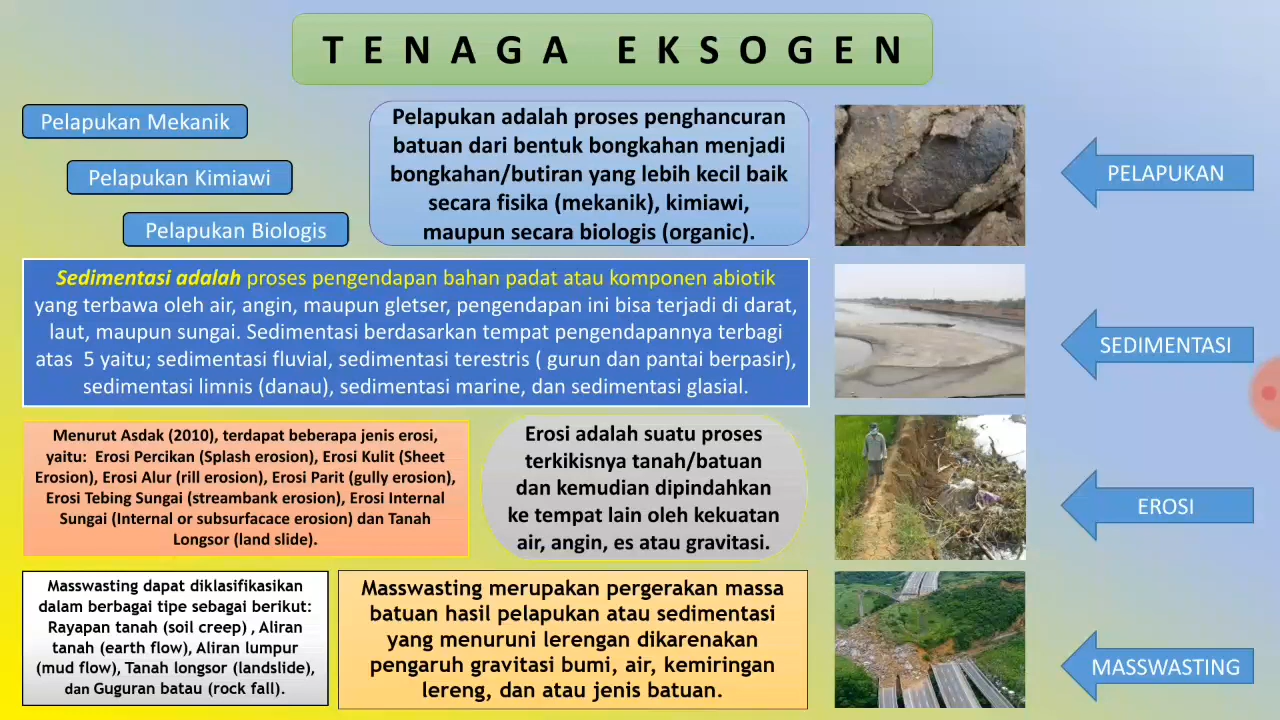 TENAGA EKSOGEN
Pelapukan Mekanik
Pelapukan Kimiawi
Pelapukan Biologis
Pelapukan adalah proses penghancuran
batuan dari bentuk bongkahan menjadi
bongkahan/butiran yang lebih kecil baik
secara fisika (mekanik), kimiawi,
maupun secara biologis (organic).
PELAPUKAN
Sedimentasi adalah proses pengendapan bahan padat atau komponen abiotik
yang terbawa oleh air, angin, maupun gletser, pengendapan ini bisa terjadi di darat,
laut, maupun sungai. Sedimentasi berdasarkan tempat pengendapannya terbagi
atas 5 yaitu; sedimentasi fluvial, sedimentasi terestris ( gurun dan pantai berpasir),
sedimentasi limnis (danau), sedimentasi marine, dan sedimentasi glasial.
SEDIMENTASI
Menurut Asdak (2010), terdapat beberapa jenis erosi,
yaitu: Erosi Percikan (Splash erosion), Erosi Kulit (Sheet
Erosion), Erosi Alur (rill erosion), Erosi Parit (gully erosion),
Erosi Tebing Sungai (streambank erosion), Erosi Internal
Sungai (Internal or subsurfacace erosion) dan Tanah
Longsor (land slide).
Erosi adalah suatu proses
terkikisnya tanah/batuan
dan kemudian dipindahkan
ke tempat lain oleh kekuatan
air, angin, es atau gravitasi.
EROSI
Masswasting dapat diklasifikasikan
dalam berbagai tipe sebagai berikut:
Rayapan tanah (soil creep) , Aliran
tanah (earth flow), Aliran lumpur
(mud flow), Tanah longsor (landslide),
dan Guguran batau (rock fall).
Masswasting merupakan pergerakan massa
batuan hasil pelapukan atau sedimentasi
yang menuruni lerengan dikarenakan
pengaruh gravitasi bumi, air, kemiringan
lereng, dan atau jenis batuan.
MASSWASTING